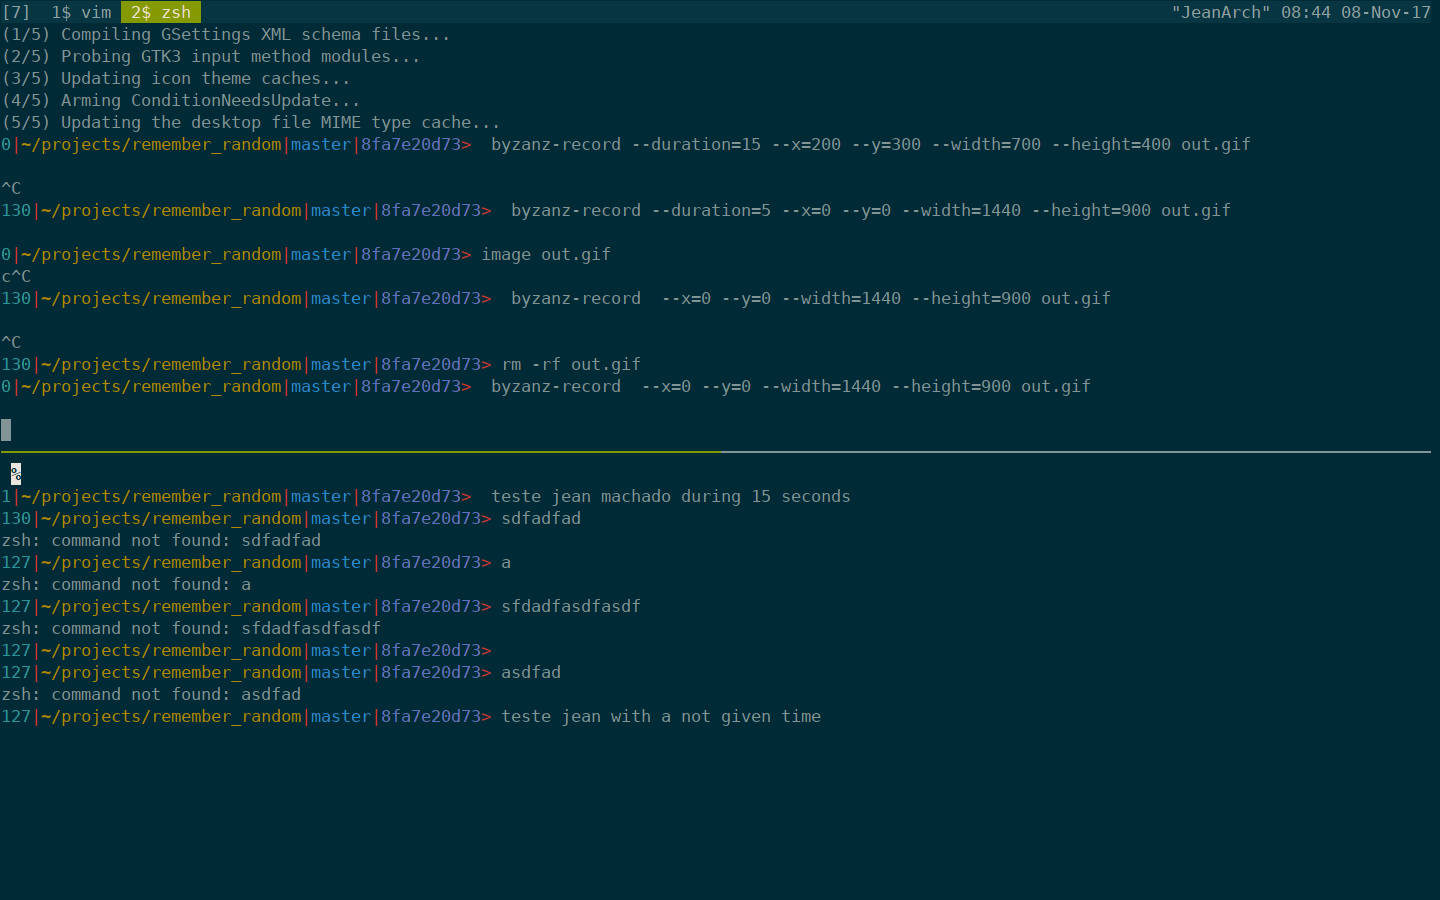 [7]  1$ vim  2$ zsh  "JeanArch" 08:44 08-Nov-17
(1/5) Compiling GSettings XML schema files...
(2/5) Probing GTK3 input method modules...
(3/5) Updating icon theme caches...
(4/5) Arming ConditionNeedsUpdate...
(5/5) Updating the desktop file MIME type cache...
0|~/projects/remember_random|master|8fa7e20d73>  byzanz-record --duration=15 --x=200 --y=300 --width=700 --height=400 out.gif
^C
130|~/projects/remember_random|master|8fa7e20d73>  byzanz-record --duration=5 --x=0 --y=0 --width=1440 --height=900 out.gif
0|~/projects/remember_random|master|8fa7e20d73> image out.gif
c^C
130|~/projects/remember_random|master|8fa7e20d73>  byzanz-record  --x=0 --y=0 --width=1440 --height=900 out.gif
^C
130|~/projects/remember_random|master|8fa7e20d73> rm -rf out.gif
0|~/projects/remember_random|master|8fa7e20d73>  byzanz-record  --x=0 --y=0 --width=1440 --height=900 out.gif
%
1|~/projects/remember_random|master|8fa7e20d73>  teste jean machado during 15 seconds
130|~/projects/remember_random|master|8fa7e20d73> sdfadfad
zsh: command not found: sdfadfad
127|~/projects/remember_random|master|8fa7e20d73> a
zsh: command not found: a
127|~/projects/remember_random|master|8fa7e20d73> sfdadfasdfasdf
zsh: command not found: sfdadfasdfasdf
127|~/projects/remember_random|master|8fa7e20d73>
127|~/projects/remember_random|master|8fa7e20d73> asdfad
zsh: command not found: asdfad
127|~/projects/remember_random|master|8fa7e20d73> teste jean with a not given time